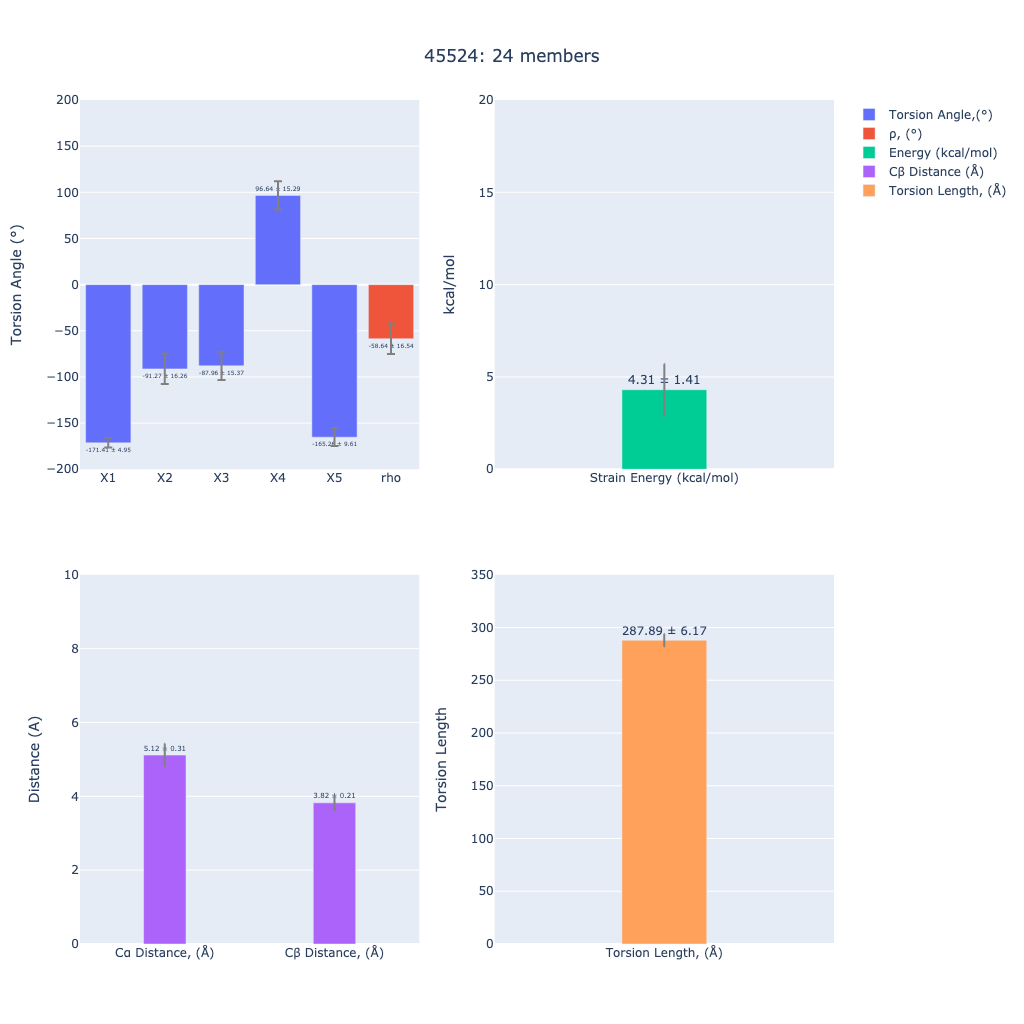 45524: 24 members
Torsion Angle,(°)
ρ, (°)
Energy (kcal/mol)
Cβ Distance (Å)
Torsion Length, (Å)
Torsion Angle (°)
200
150
100
50
0
−50
−100
−150
−200
-171.41 ± 4.95
-91.27 ± 16.26
-87.96 ± 15.37
96.64 ± 15.29
± 9.61
-58.64 ± 16.54
X1
X2
X3
X4
X5
rho
kcal/mol
20
15
10
5
0
4.31 ± 1.41
Strain Energy (kcal/mol)
Distance (A)
10
8
6
4
2
0
5.12 ± 0.31
3.82 ± 0.21
Cα Distance, (Å)
Cβ Distance, (Å)
Torsion Length
350
300
250
200
150
100
50
0
287.89 ± 6.17
Torsion Length, (Å)